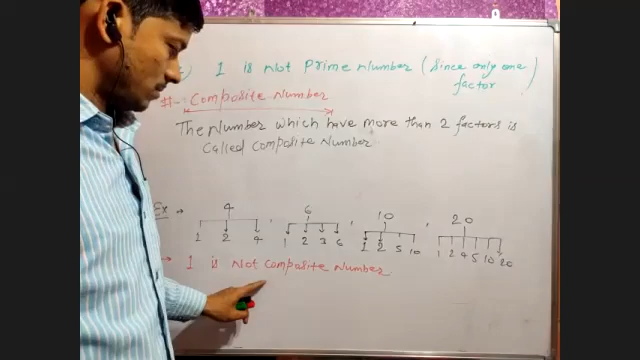 1 is Not Prime Number (Since only one factor)
#-: Composite Number
The Number which have more than 2 factors is
Called Composite Number
Ex → 4, 6, 10, 20
1 2 4 1 2 3 6 1 2 5 10 1 2 4 5 10 20
→ 1 is Not Composite Number